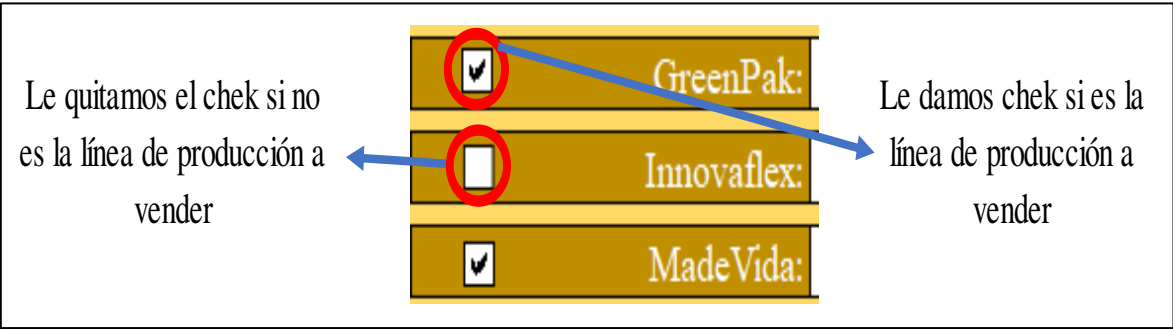 Le quitamos el chek si no
es la línea de producción a
vender
GreenPak:
Innovaflex:
MadeVida:
Le damos chek si es la
línea de producción a
vender